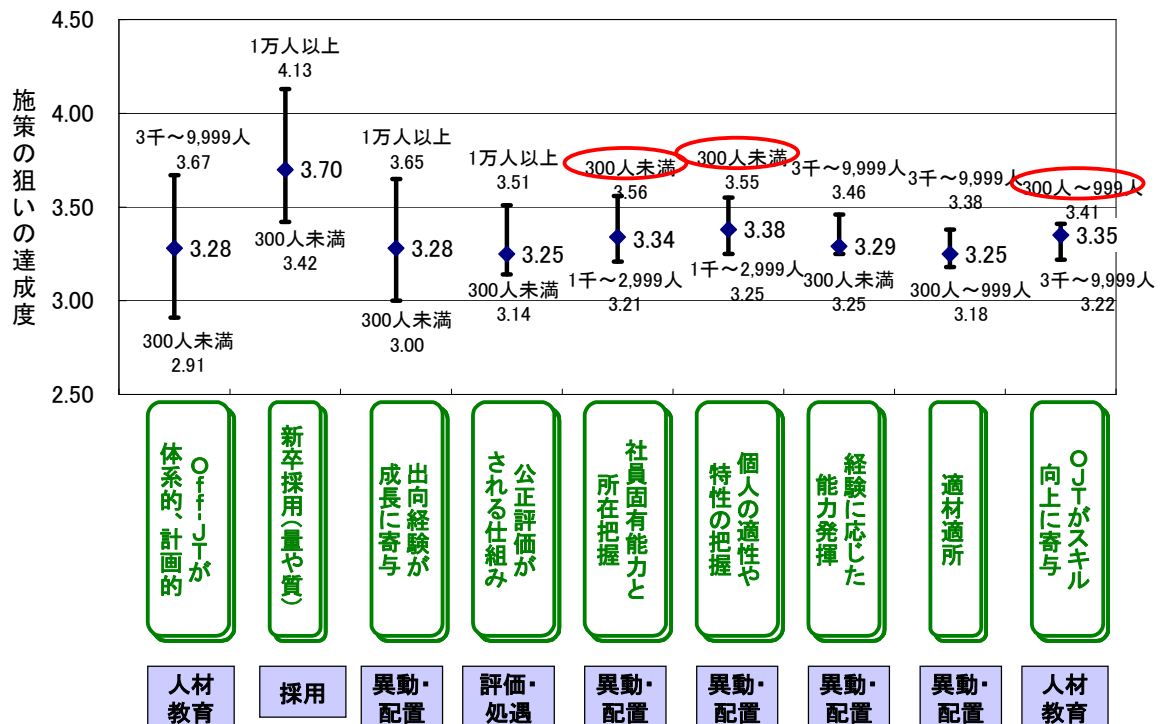 施策の狙いの達成度
4.50
4.00
3.50
3.00
2.50
3千～9,999人
3.67
3.28
300人未満
2.91
1万人以上
4.13
3.70
300人未満
3.42
1万人以上
3.65
3.28
300人未満
3.00
1万人以上
3.51
3.25
300人未満
3.14
300人未満
3.56
3.34
1千～2,999人
3.21
300人未満
3.55
3.38
1千～2,999人
3.25
3千～9,999人
3.46
3.29
300人未満
3.25
3千～9,999人
3.38
3.25
300人～999人
3.18
300人～999人
3.41
3.35
3千～9,999人
3.22
Off-JTが
体系的、計画的
新卒採用(量や質)
出向経験が
成長に寄与
公正評価が
される仕組み
社員固有能力と
所在把握
個人の適性や
特性の把握
経験に応じた
能力発揮
適材適所
OJTがスキル
向上に寄与
人材
教育
採用
異動・
配置
評価・
処遇
異動・
配置
異動・
配置
異動・
配置
異動・
配置
人材
教育